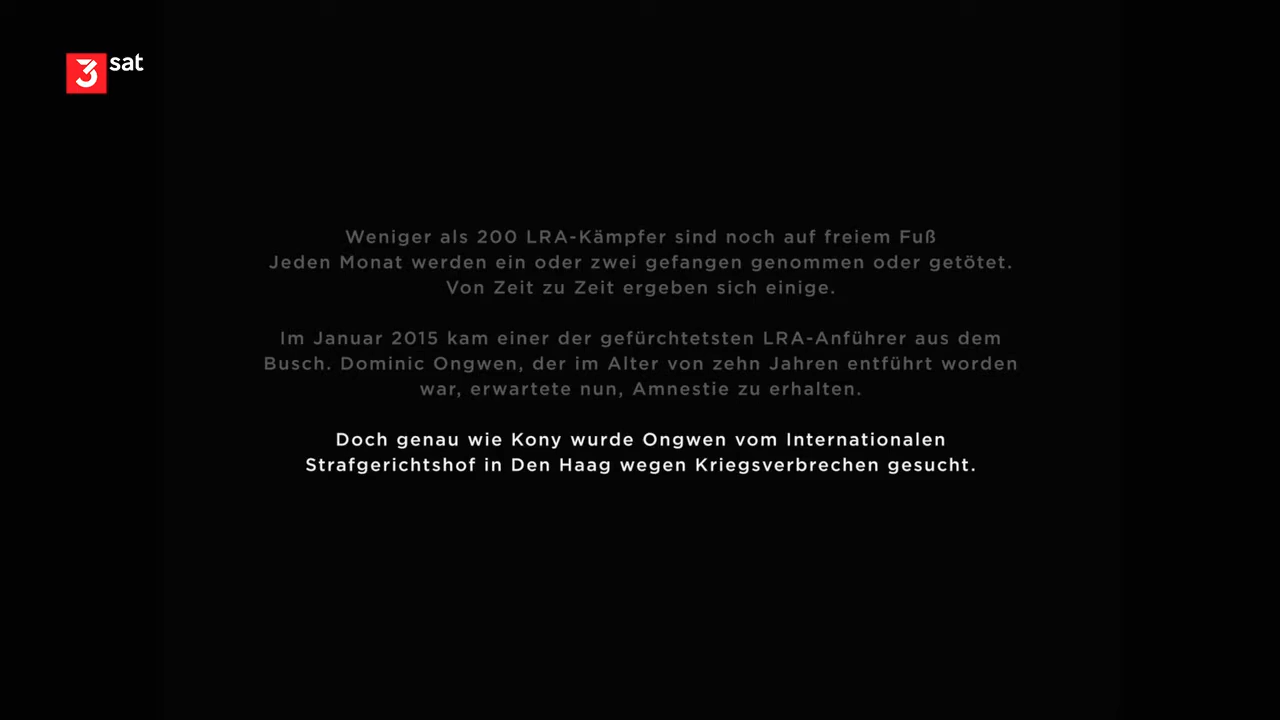 3sat
Weniger als 200 LRA-Kämpfer sind noch auf freiem Fuß
Jeden Monat werden ein oder zwei gefangen genommen oder getötet.
Von Zeit zu Zeit ergeben sich einige.
Im Januar 2015 kam einer der gefürchtetsten LRA-Anführer aus dem
Busch. Dominic Ongwen, der im Alter von zehn Jahren entführt worden
war, erwartete nun, Amnestie zu erhalten.
Doch genau wie Kony wurde Ongwen vom Internationalen
Strafgerichtshof in Den Haag wegen Kriegsverbrechen gesucht.